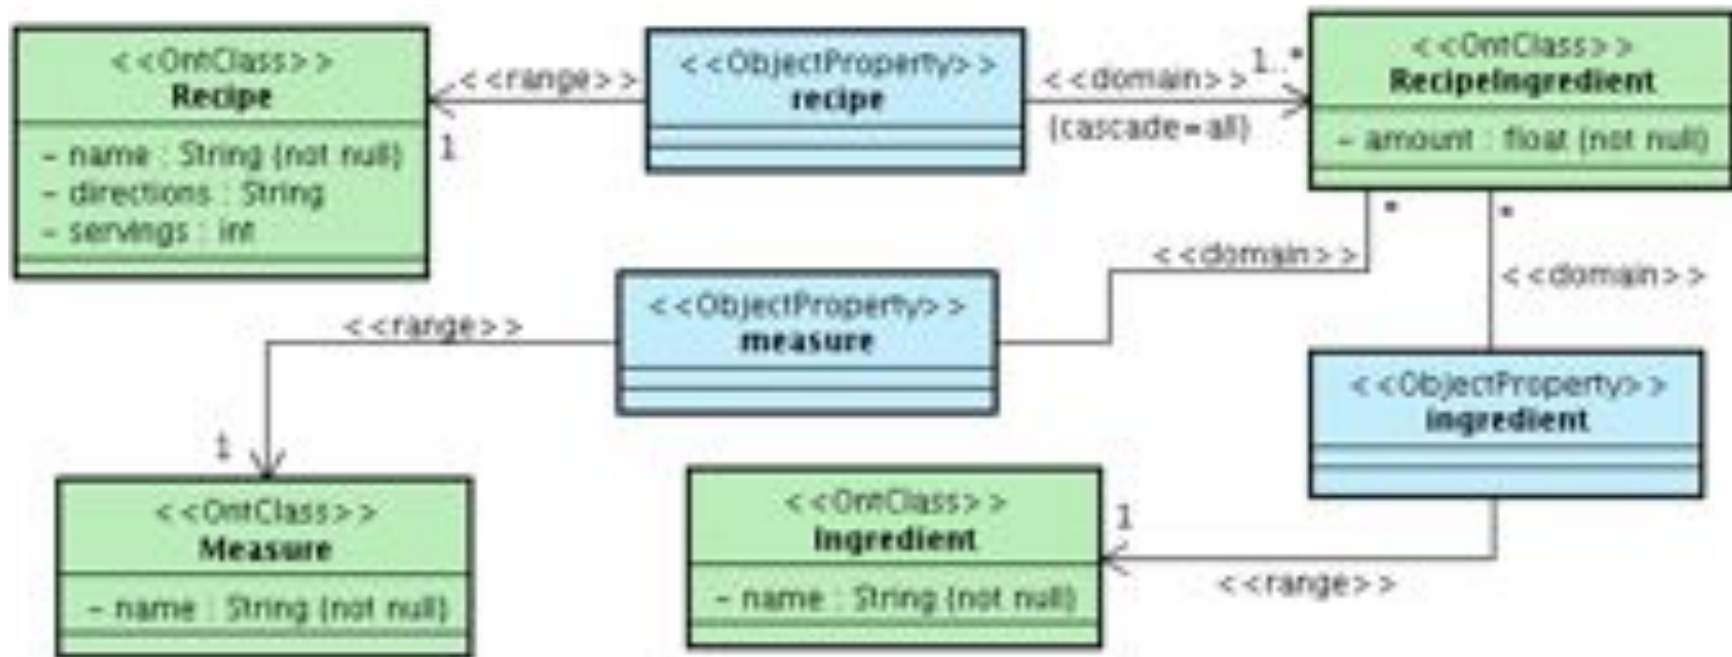 <<OntClass>>
Recipe
- name : String (not null)
- directions : String
- servings : int
<<range>>
1
<<ObjectProperty>>
recipe
<<domain>>
1..*
{cascade=all}
<<OntClass>>
RecipeIngredient
- amount : float (not null)
*
*
<<domain>>
<<domain>>
<<range>>
<<ObjectProperty>>
measure
<<ObjectProperty>>
ingredient
1
<<OntClass>>
Measure
- name : String (not null)
<<OntClass>>
Ingredient
- name : String (not null)
1
<<range>>